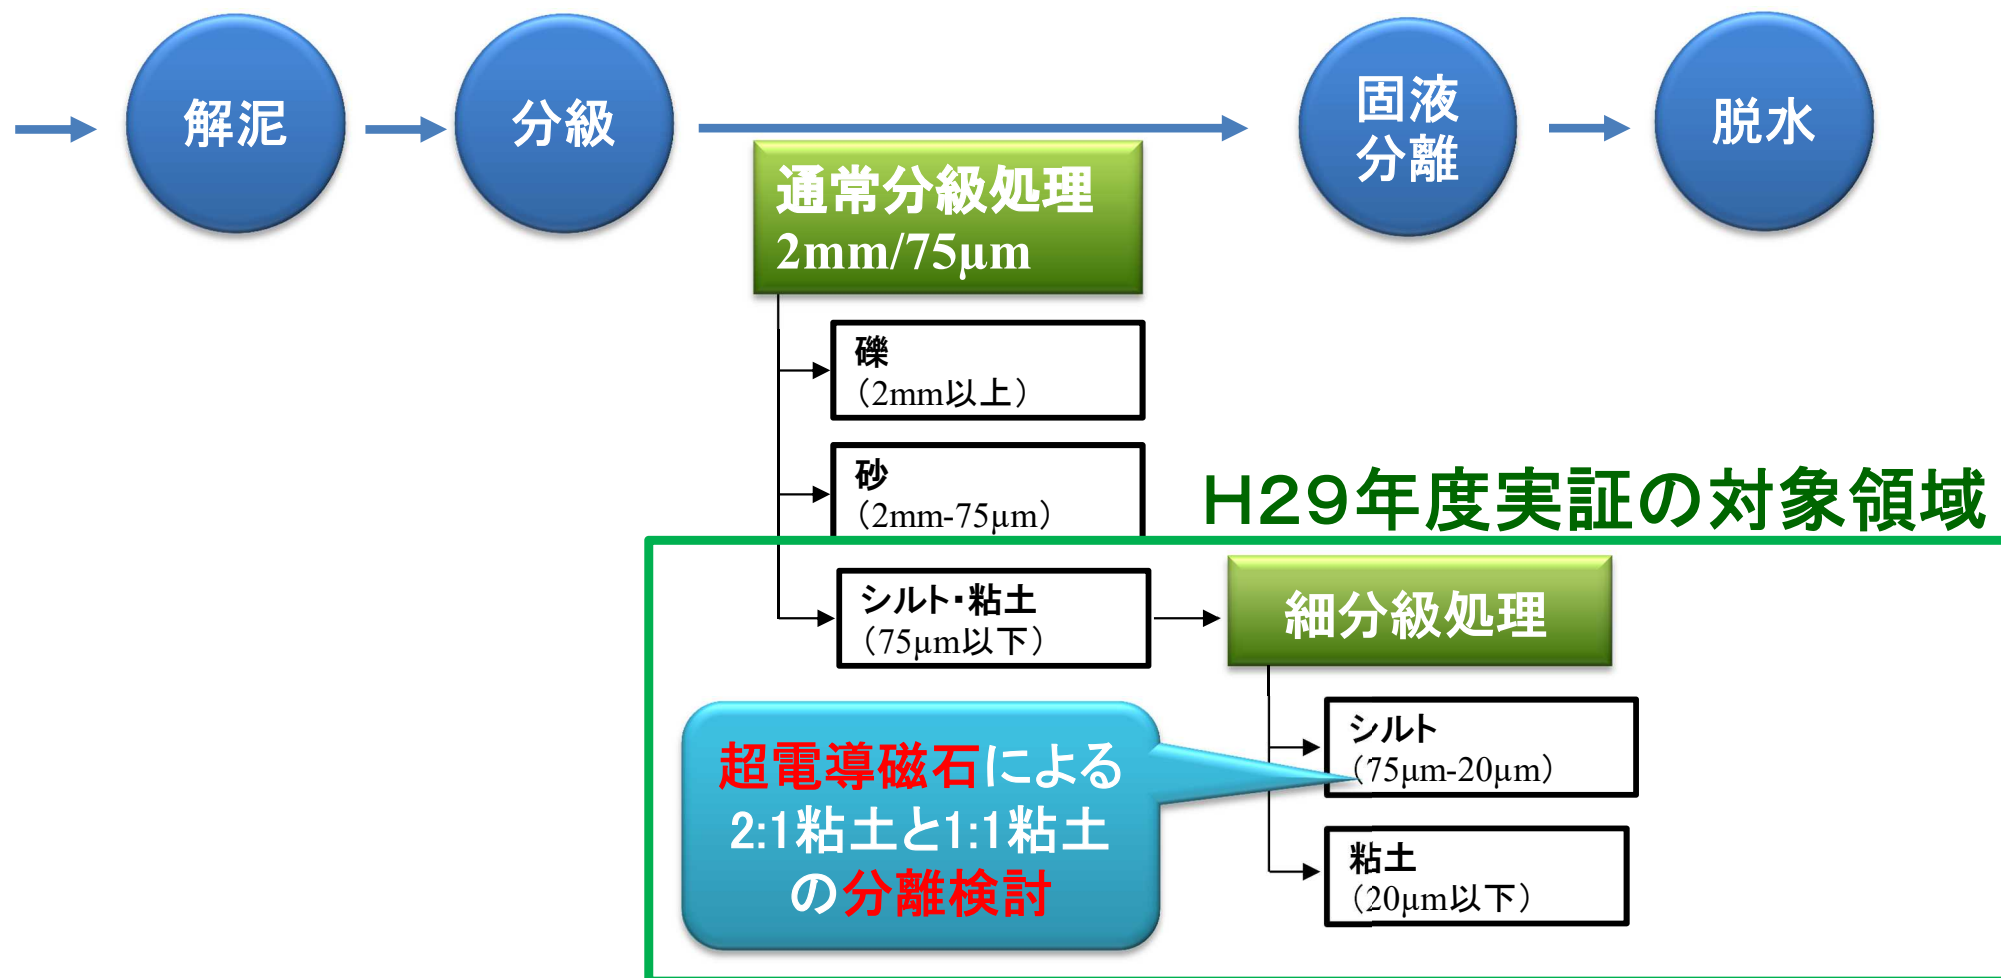 解泥
分級
固液
分離
脱水
通常分級処理
2mm/75μm
礫
（2mm以上）
砂
（2mm-75μm）
H29年度実証の対象領域
シルト・粘土
（75μm以下）
細分級処理
超電導磁石による
2:1粘土と1:1粘土
の分離検討
シルト
（75μm-20μm）
粘土
（20μm以下）